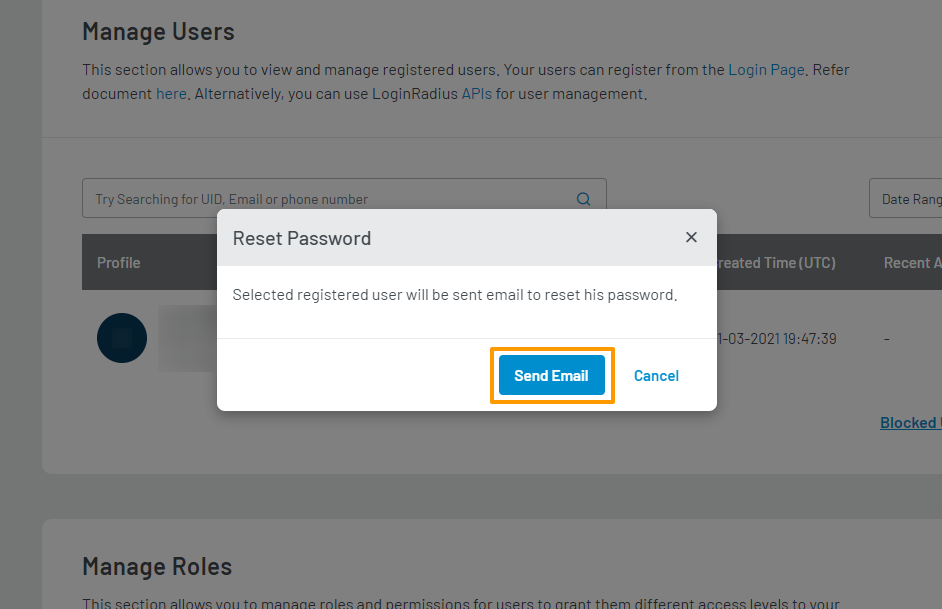 Manage Users
This section allows you to view and manage registered users. Your users can register from the Login Page. Refer
document here. Alternatively, you can use LoginRadius APIs for user management.
Try Searching for UID, Email or phone number
Date Rang
Reset Password
Profile
reated Time (UTC)
Recent A
Selected registered user will be sent email to reset his password.
1-03-2021 19:47:39
-
Send Email
Cancel
Blocked
Manage Roles
This section allows you to manage roles and permissions for users to grant them different access levels to your